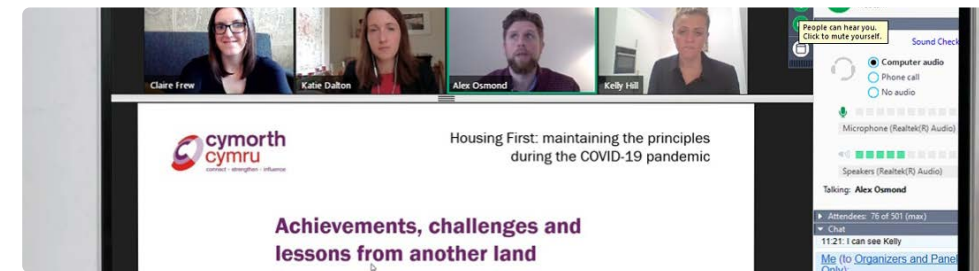 Claire Frew
Katie Dalton
Alex Osmond
Kelly Hill
People can hear you.
Click to mute yourself.
Sound Check
Computer audio
Phone call
No audio
Microphone (Realtek(R) Audio)
Speakers (Realtek(R) Audio)
Talking: Alex Osmond
Attendees: 76 of 501 (max)
Chat
11:21: I can see Kelly
Me (to Organizers and Panel
Only):
cymorth
cymru
connect · strengthen · influence
Housing First: maintaining the principles
during the COVID-19 pandemic
Achievements, challenges and
lessons from another land